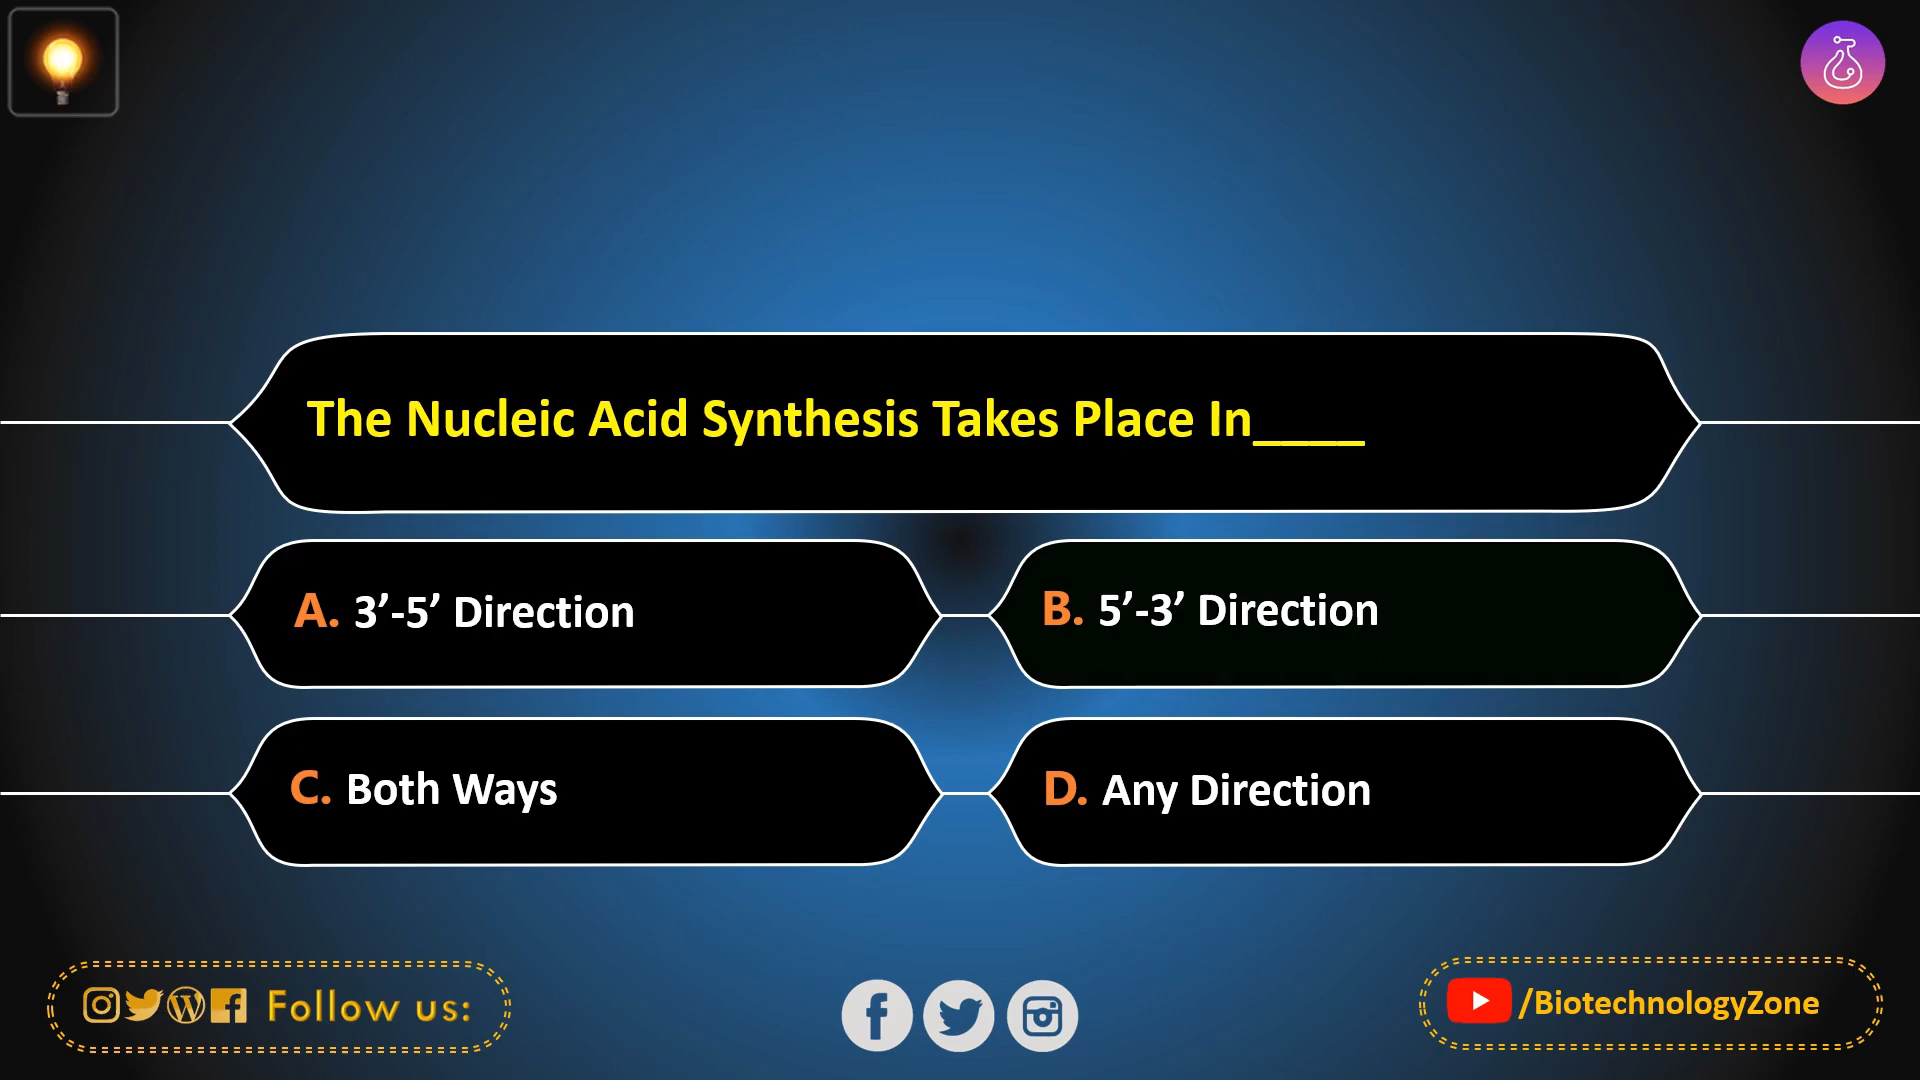 The Nucleic Acid Synthesis Takes Place In____
A. 3’-5’ Direction
B. 5’-3’ Direction
C. Both Ways
D. Any Direction
Follow us:
/BiotechnologyZone